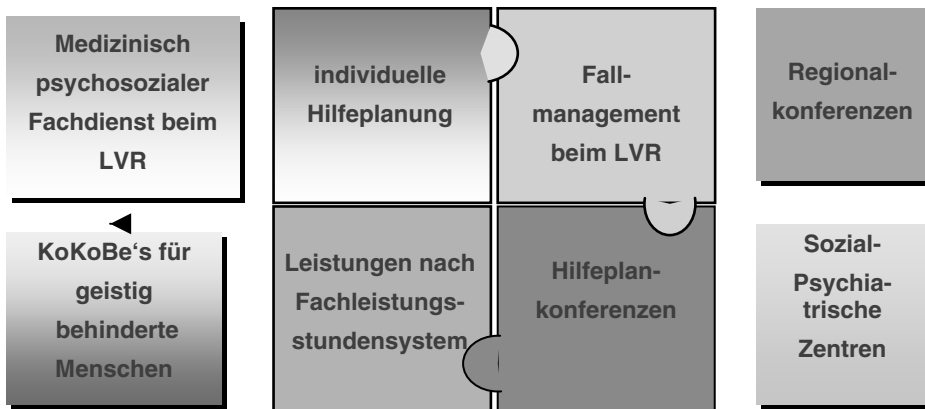 Medizinisch
psychosozialer
Fachdienst beim
LVR
individuelle
Hilfeplanung
Fall-
management
beim LVR
Regional-
konferenzen
KoKoBe‘s für
geistig
behinderte
Menschen
Leistungen nach
Fachleistungs-
stundensystem
Hilfeplan-
konferenzen
Sozial-
Psychia-
trische
Zentren